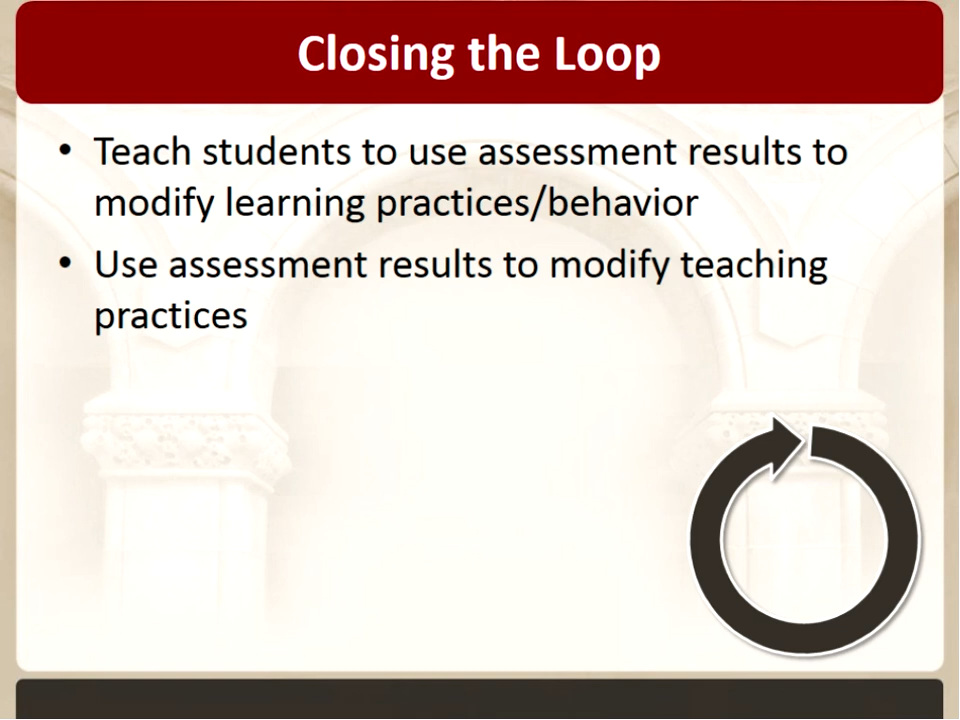 Closing the Loop
• Teach students to use assessment results to
modify learning practices/behavior
• Use assessment results to modify teaching
practices